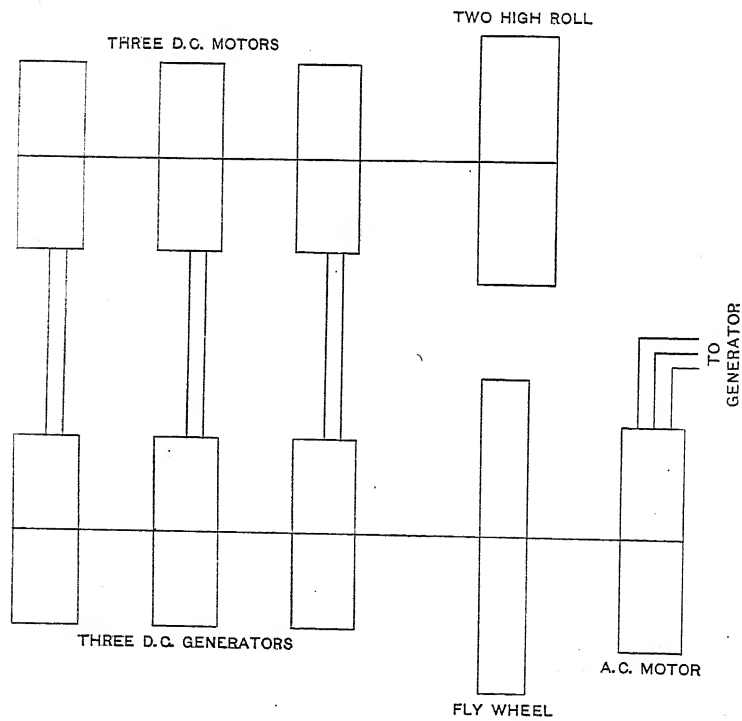 TWO HIGH ROLL
THREE D.C. MOTORS
TO
GENERATOR
THREE D.C. GENERATORS
A.C. MOTOR
FLY WHEEL